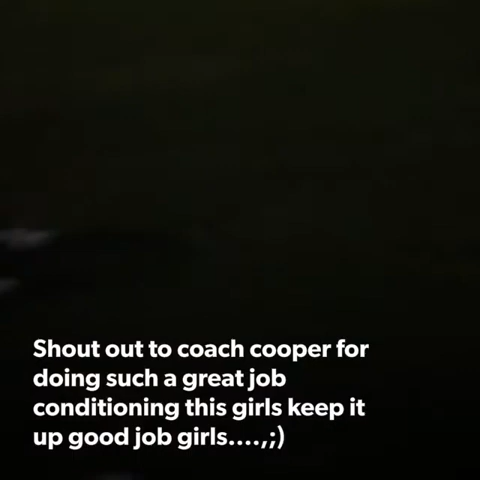 Shout out to coach cooper for
doing such a great job
conditioning this girls keep it
up good job girls....,;)